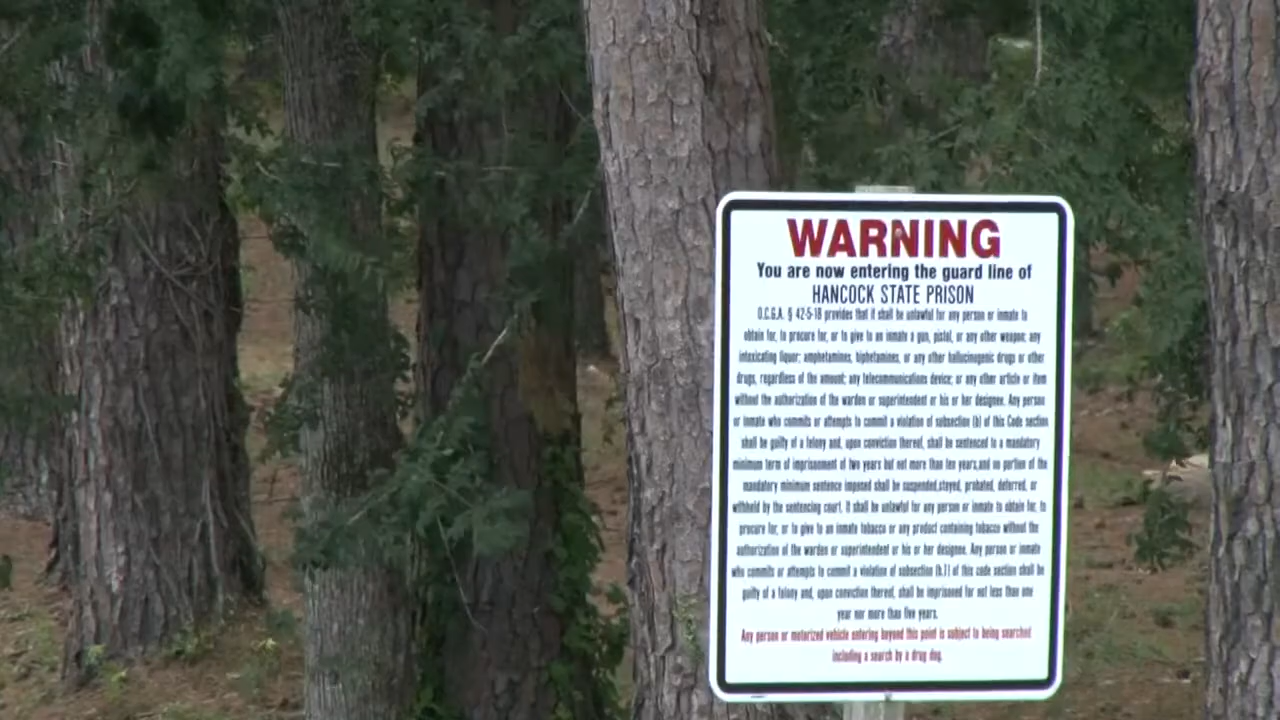 WARNING
You are now entering the guard line of
HANCOCK STATE PRISON
O.C.G.A. § 42-5-18 provides that it shall be unlawful for any person or inmate to
obtain for, to procure for, or to give to an inmate a gun, pistol, or any other weapon; any
intoxicating liquor; amphetamines, biphetamines, or any other hallucinogenic drugs or other
drugs, regardless of the amount; any telecommunications device; or any other article or item
without the authorization of the warden or superintendent or his or her designee. Any person
or inmate who commits or attempts to commit a violation of subsection (b) of this Code section
shall be guilty of a felony and, upon conviction thereof, shall be sentenced to a mandatory
minimum term of imprisonment of two years but not more than ten years,and no portion of the
mandatory minimum sentence imposed shall be suspended,stayed, probated, deferred, or
withheld by the sentencing court. It shall be unlawful for any person or inmate to obtain for, to
procure for, or to give to an inmate tobacco or any product containing tobacco without the
authorization of the warden or superintendent or his or her designee. Any person or inmate
who commits or attempts to commit a violation of subsection (b.1) of this code section shall be
guilty of a felony and, upon conviction thereof, shall be imprisoned for not less than one
year nor more than five years.
Any person or motorized vehicle entering beyond this point is subject to being searched
including a search by a drug dog.